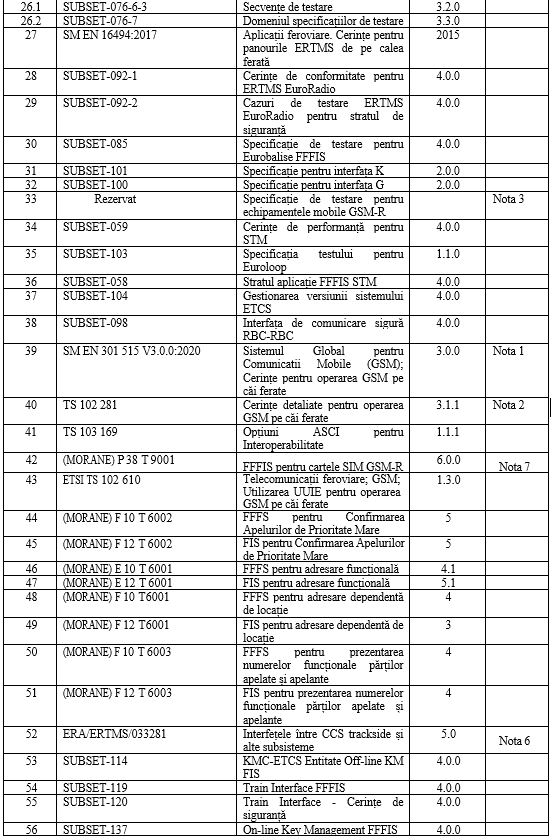 26.1 SUBSET-076-6-3 Secvențe de testare 3.2.0
26.2 SUBSET-076-7 Domeniul specificațiilor de testare 3.3.0
27 SM EN 16494:2017 Aplicații feroviare. Cerințe pentru 2015
panourile ERTMS de pe calea
ferată
28 SUBSET-092-1 Cerințe de conformitate pentru 4.0.0
ERTMS EuroRadio
29 SUBSET-092-2 Cazuri de testare ERTMS 4.0.0
EuroRadio pentru stratul de
siguranță
30 SUBSET-085 Specificație de testare pentru 4.0.0
Eurobalise FFFIS
31 SUBSET-101 Specificație pentru interfața K 2.0.0
32 SUBSET-100 Specificație pentru interfața G 2.0.0
33 Rezervat Specificație de testare pentru Nota 3
echipamentele mobile GSM-R
34 SUBSET-059 Cerințe de performanță pentru 4.0.0
STM
35 SUBSET-103 Specificația testului pentru 1.1.0
Euroloop
36 SUBSET-058 Stratul aplicație FFFIS STM 4.0.0
37 SUBSET-104 Gestionarea versiunii sistemului 4.0.0
ETCS
38 SUBSET-098 Interfața de comunicare sigură 4.0.0
RBC-RBC
39 SM EN 301 515 V3.0.0:2020 Sistemul Global pentru 3.0.0 Nota 1
Comunicatii Mobile (GSM);
Cerințe pentru operarea GSM pe
căi ferate
40 TS 102 281 Cerințe detaliate pentru operarea 3.1.1 Nota 2
GSM pe căi ferate
41 TS 103 169 Opțiuni ASCI pentru 1.1.1
Interoperabilitate
42 (MORANE) P 38 T 9001 FFFIS pentru cartele SIM GSM-R 6.0.0 Nota 7
43 ETSI TS 102 610 Telecomunicații feroviare; GSM; 1.3.0
Utilizarea UUIE pentru operarea
GSM pe căi ferate
44 (MORANE) F 10 T 6002 FFFS pentru Confirmarea 5
Apelurilor de Prioritate Mare
45 (MORANE) F 12 T 6002 FIS pentru Confirmarea Apelurilor 5
de Prioritate Mare
46 (MORANE) E 10 T 6001 FFFS pentru adresare funcțională 4.1
47 (MORANE) E 12 T 6001 FIS pentru adresare funcțională 5.1
48 (MORANE) F 10 T6001 FFFS pentru adresare dependentă 4
de locație
49 (MORANE) F 12 T6001 FIS pentru adresare dependentă de 3
locație
50 (MORANE) F 10 T 6003 FFFS pentru prezentarea 4
numerelor funcționale părților
apelate și apelante
51 (MORANE) F 12 T 6003 FIS pentru prezentarea numerelor 4
funcționale părților apelate și
apelante
52 ERA/ERTMS/033281 Interfețele între CCS trackside și 5.0 Nota 6
alte subsisteme
53 SUBSET-114 KMC-ETCS Entitate Off-line KM 4.0.0
FIS
54 SUBSET-119 Train Interface FFFIS 4.0.0
55 SUBSET-120 Train Interface - Cerințe de 4.0.0
siguranță
56 SUBSET-137 On-line Key Management FFFIS 4.0.0